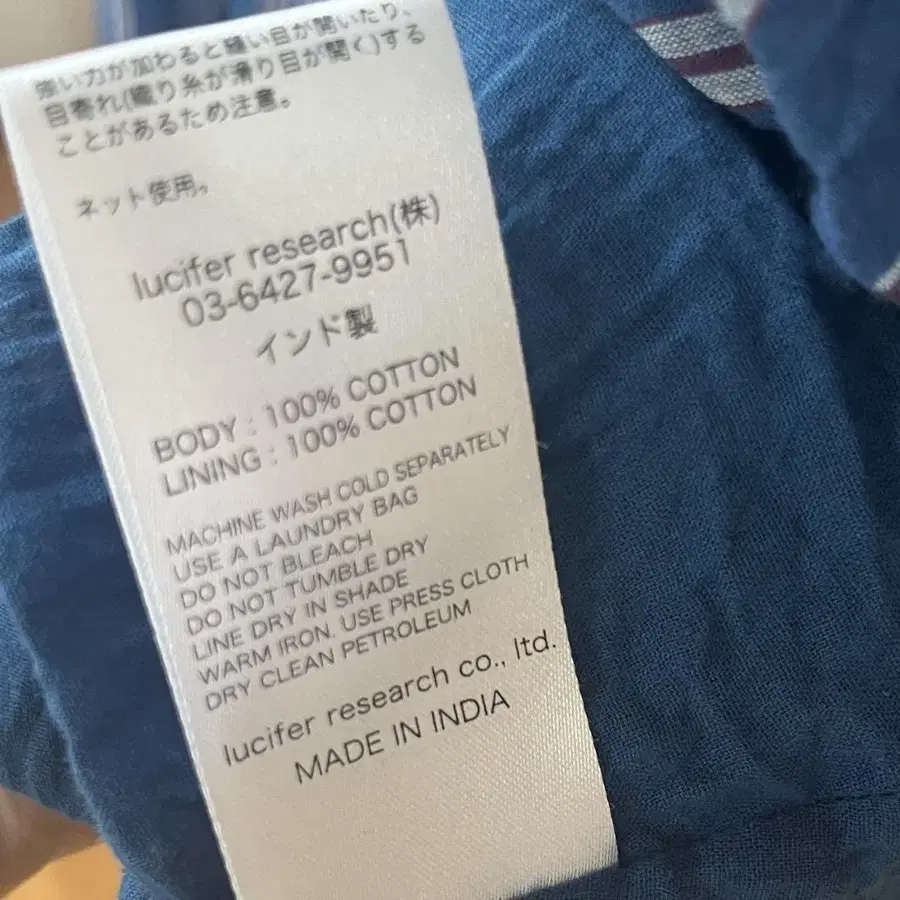 強い力が加わると縫い目が開いたり、
目寄れ(織り糸が滑り目が開く)する
ことがあるため注意。
ネット使用。
lucifer research(株)
03-6427-9951
インド製
BODY : 100% COTTON
LINING : 100% COTTON
MACHINE WASH COLD SEPARATELY
USE A LAUNDRY BAG
DO NOT BLEACH
DO NOT TUMBLE DRY
LINE DRY IN SHADE
WARM IRON. USE PRESS CLOTH
DRY CLEAN PETROLEUM
lucifer research co., ltd.
MADE IN INDIA